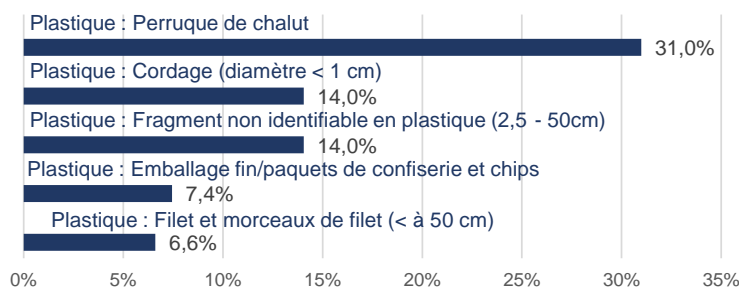 Plastique : Perruque de chalut
31,0%
Plastique : Cordage (diamètre < 1 cm)
14,0%
Plastique : Fragment non identifiable en plastique (2,5 - 50cm)
14,0%
Plastique : Emballage fin/paquets de confiserie et chips
7,4%
Plastique : Filet et morceaux de filet (< à 50 cm)
6,6%
0% 5% 10% 15% 20% 25% 30% 35%